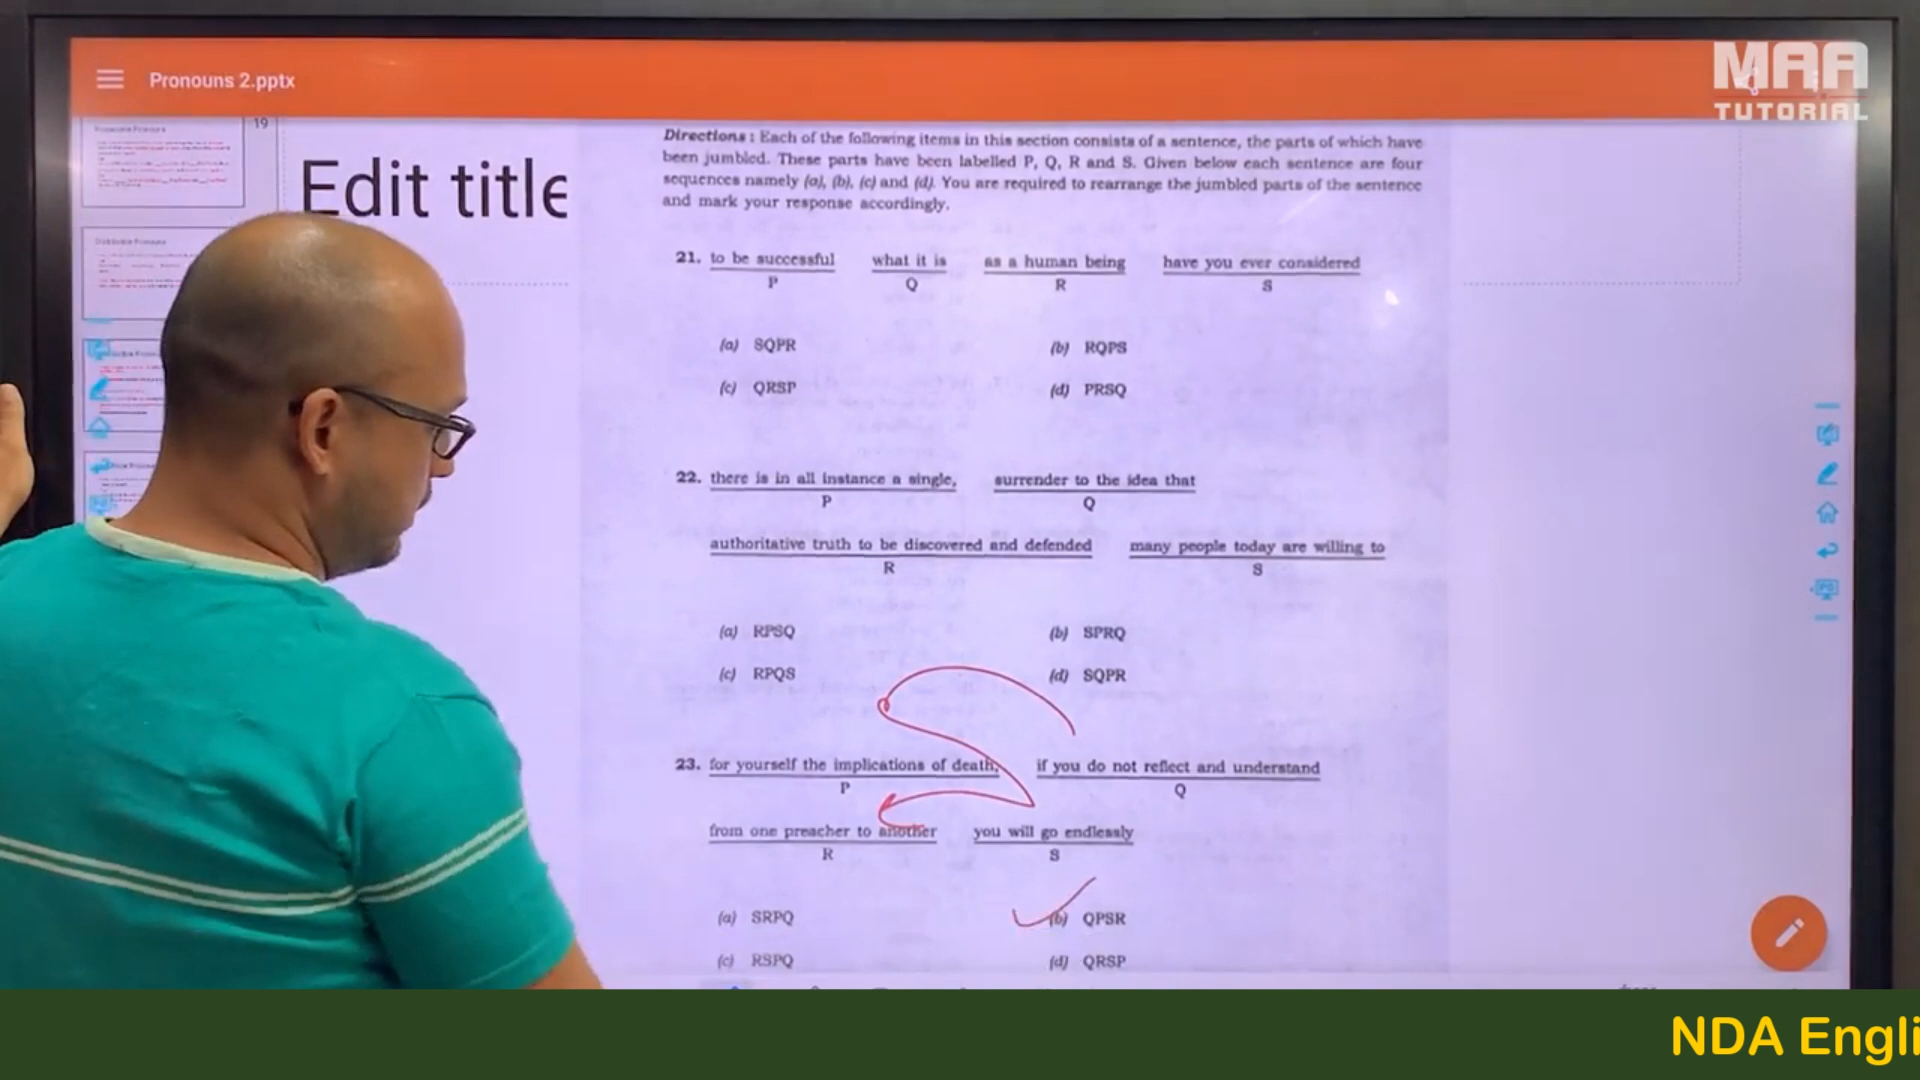 Pronouns 2.pptx
MAA
TUTORIAL
19
Edit title
Directions : Each of the following items in this section consists of a sentence, the parts of which have
been jumbled. These parts have been labelled P, Q, R and S. Given below each sentence are four
sequences namely (a), (b), (c) and (d). You are required to rearrange the jumbled parts of the sentence
and mark your response accordingly.
21. to be successful what it is as a human being have you ever considered
P Q R S
(a) SQPR (b) RQPS
(c) QRSP (d) PRSQ
22. there is in all instance a single, surrender to the idea that
P Q
authoritative truth to be discovered and defended many people today are willing to
R S
(a) RPSQ (b) SPRQ
(c) RPQS (d) SQPR
23. for yourself the implications of death, if you do not reflect and understand
P Q
from one preacher to another you will go endlessly
R S
(a) SRPQ (b) QPSR
(c) RSPQ (d) QRSP
NDA Engli